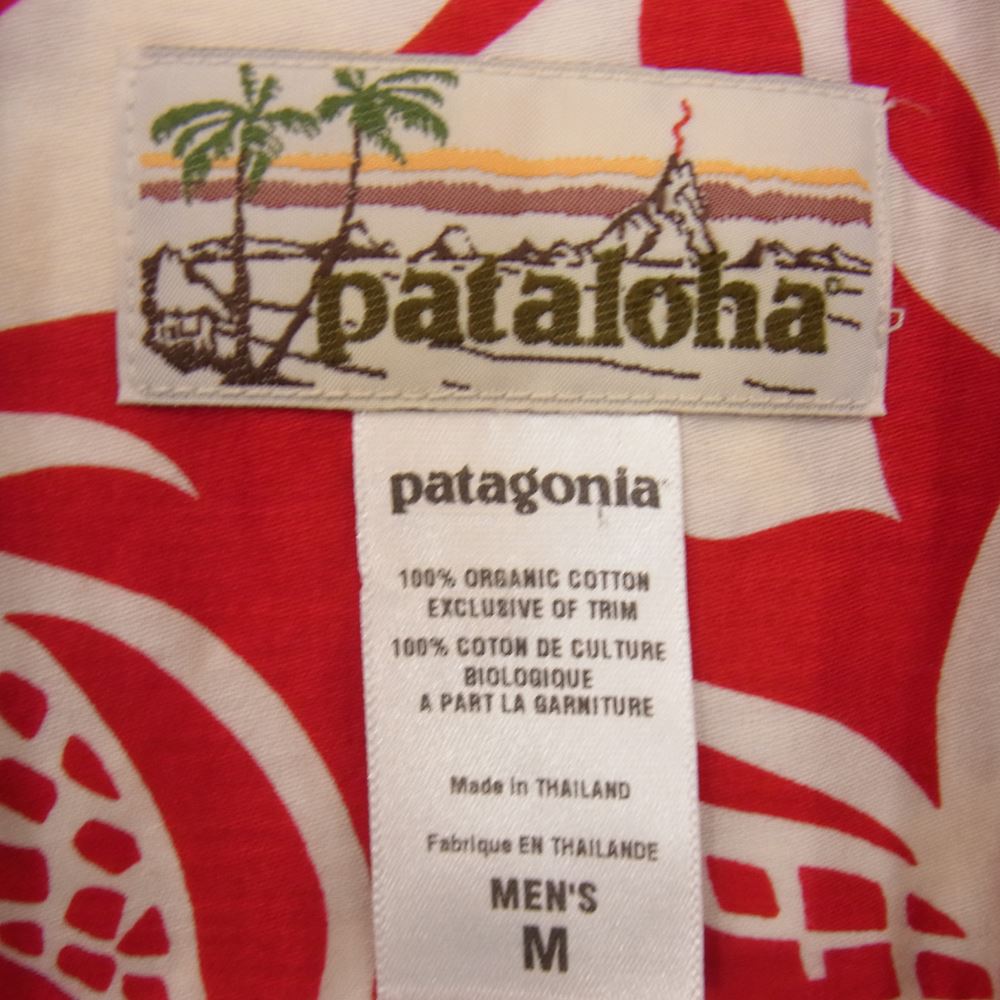 pataloha®
patagonia
100% ORGANIC COTTON
EXCLUSIVE OF TRIM
100% COTON DE CULTURE
BIOLOGIQUE
A PART LA GARNITURE
Made in THAILAND
Fabrique EN THAILANDE
MEN'S
M